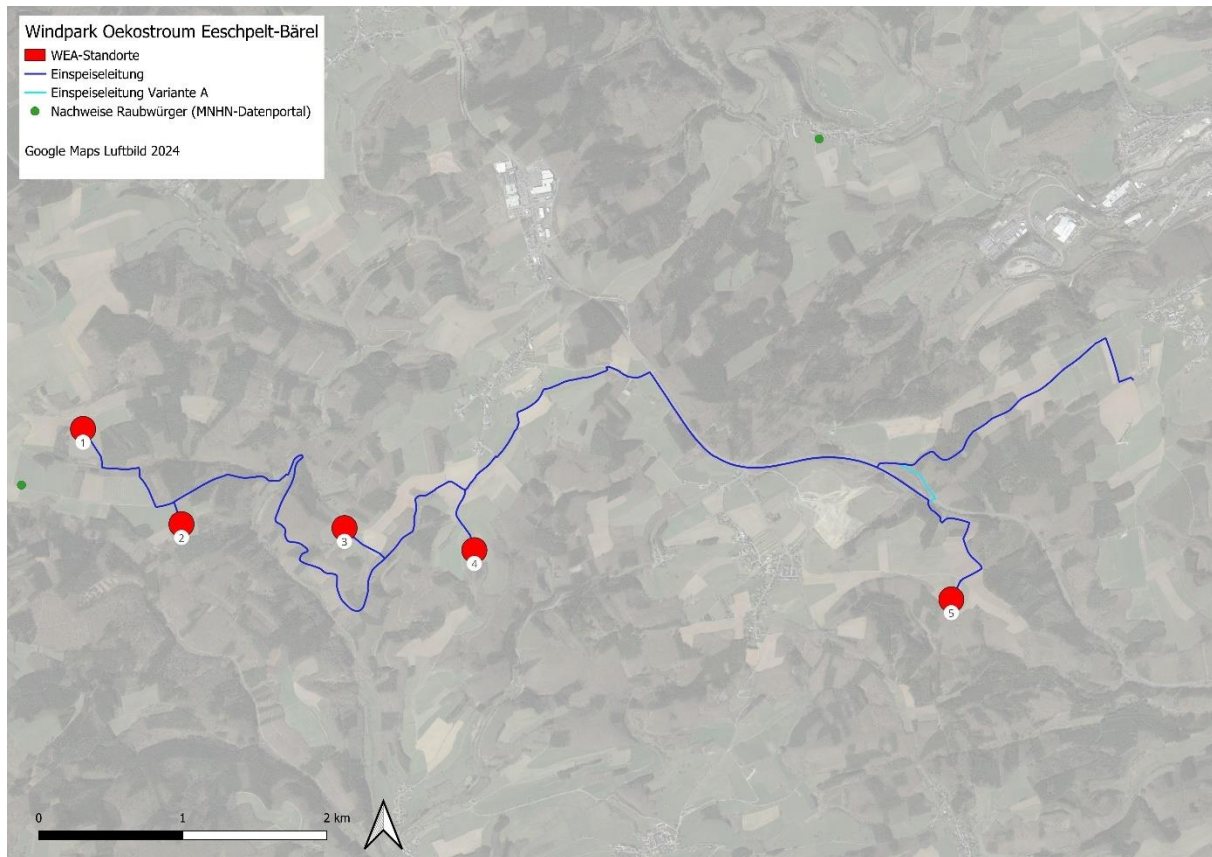 Windpark Oekostroum Eeschpelt-Bärel
WEA-Standorte
Einspeiseleitung
Einspeiseleitung Variante A
Nachweise Raubwürger (MNHN-Datenportal)
Google Maps Luftbild 2024
1
2
3
4
5
0 1 2 km